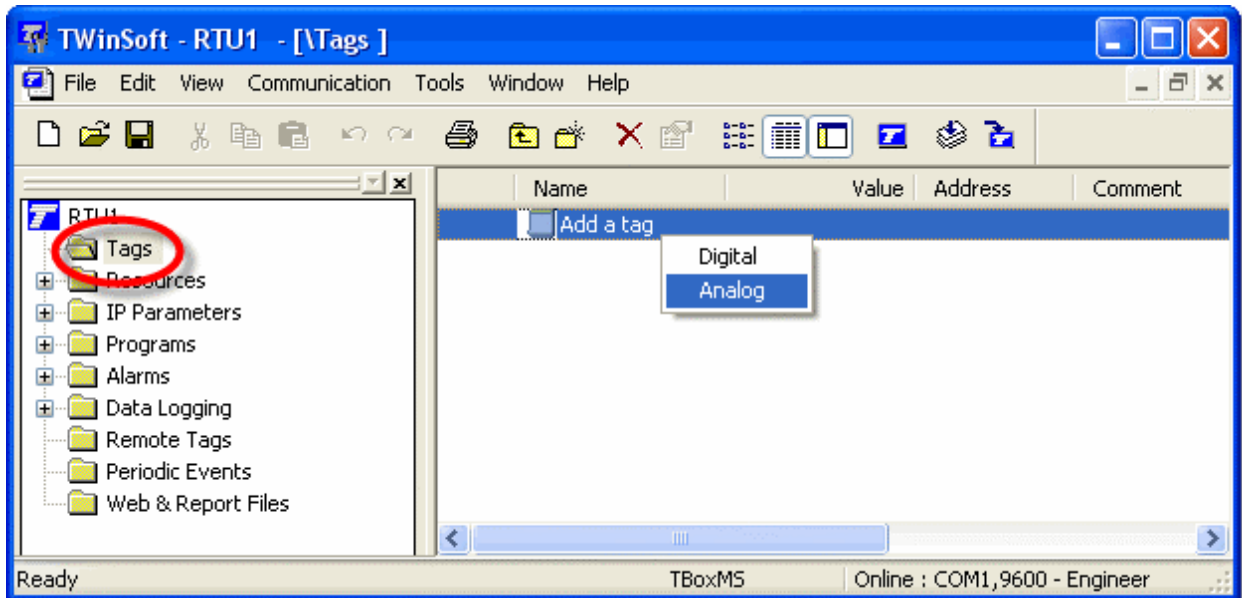 TWinSoft - RTU1 - [\Tags ]
File Edit View Communication Tools Window Help
Name Value Address Comment
RTU1
Tags
Add a tag
Digital
Analog
Resources
IP Parameters
Programs
Alarms
Data Logging
Remote Tags
Periodic Events
Web & Report Files
Ready TBoxMS Online : COM1,9600 - Engineer